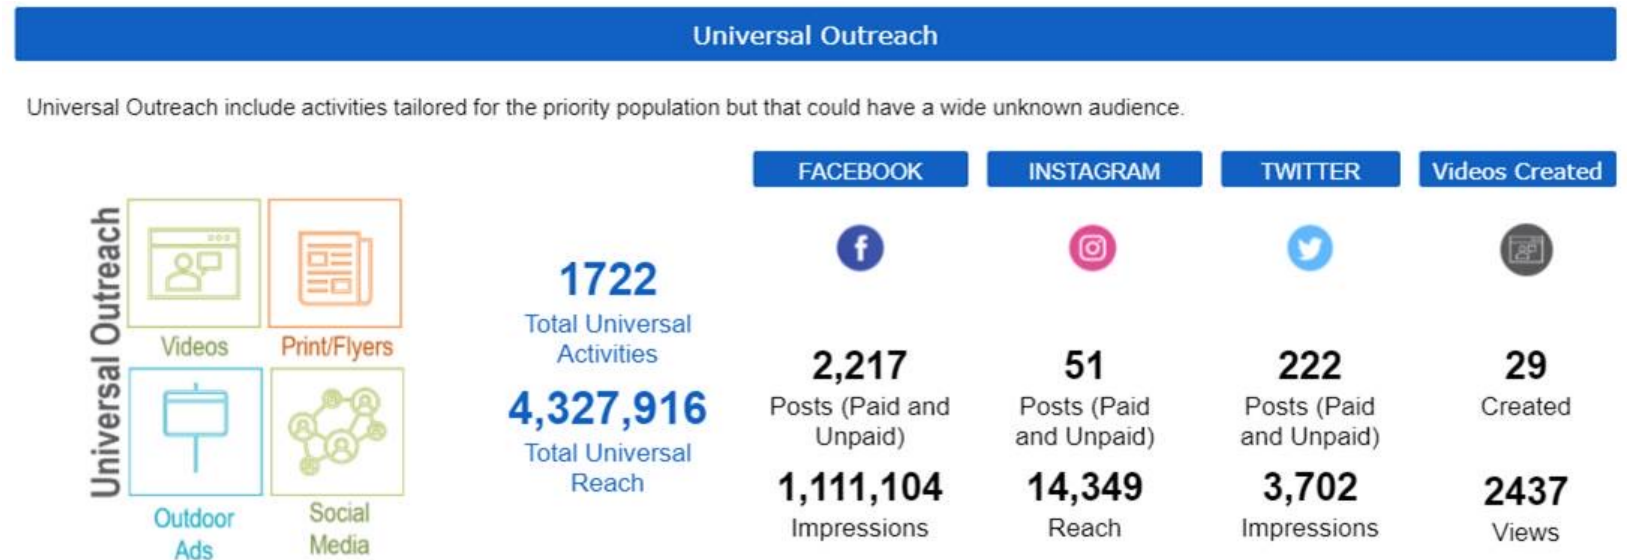 Universal Outreach
Universal Outreach include activities tailored for the priority population but that could have a wide unknown audience.
Universal Outreach
Videos
Print/Flyers
Outdoor
Ads
Social
Media
1722
Total Universal
Activities
4,327,916
Total Universal
Reach
FACEBOOK
f
2,217
Posts (Paid and
Unpaid)
1,111,104
Impressions
INSTAGRAM
51
Posts (Paid
and Unpaid)
14,349
Reach
TWITTER
222
Posts (Paid
and Unpaid)
3,702
Impressions
Videos Created
29
Created
2437
Views